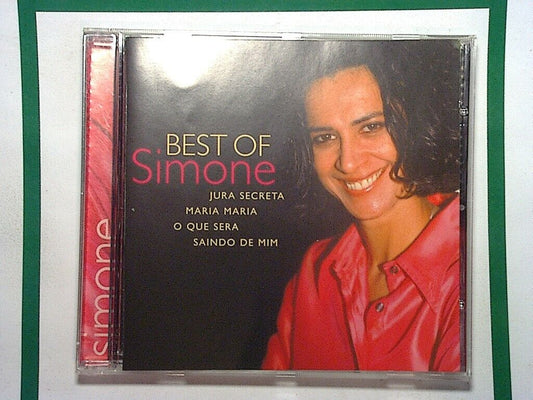 BEST OF
Simone
JURA SECRETA
MARIA MARIA
O QUE SERA
SAINDO DE MIM
simone